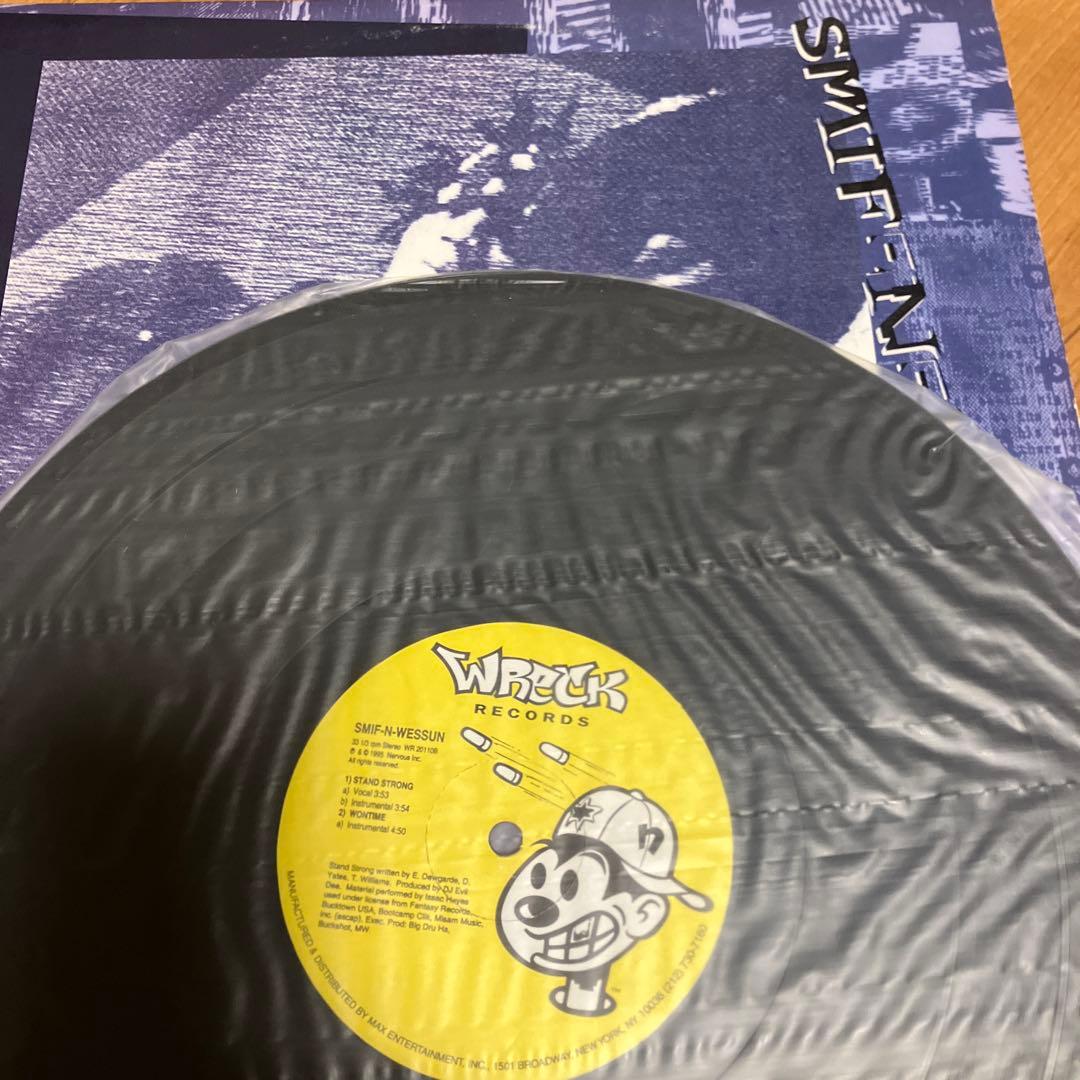 SMIF-N
WRECK
RECORDS
SMIF-N-WESSUN
33 1/3 rpm Stereo WR 20110B
℗ & © 1995 Nervous Inc.
All rights reserved.
1) STAND STRONG
a) Vocal 3:53
b) Instrumental 3:54
2) WONTIME
a) Instrumental 4:50
Stand Strong written by E. Dewgarde, D.
Yates, T. Williams. Produced by DJ Evil
Dee. Material performed by Isaac Hayes
used under license from Fantasy Records.
Bucktown USA, Bootcamp Clik, Misam Music,
Inc. (ascap). Exec. Prod: Big Dru Ha,
Buckshot, MW
n
TM
MANUFACTURED & DISTRIBUTED BY MAX ENTERTAINMENT, INC., 1501 BROADWAY, NEW YORK, NY 10036 (212) 730-7160